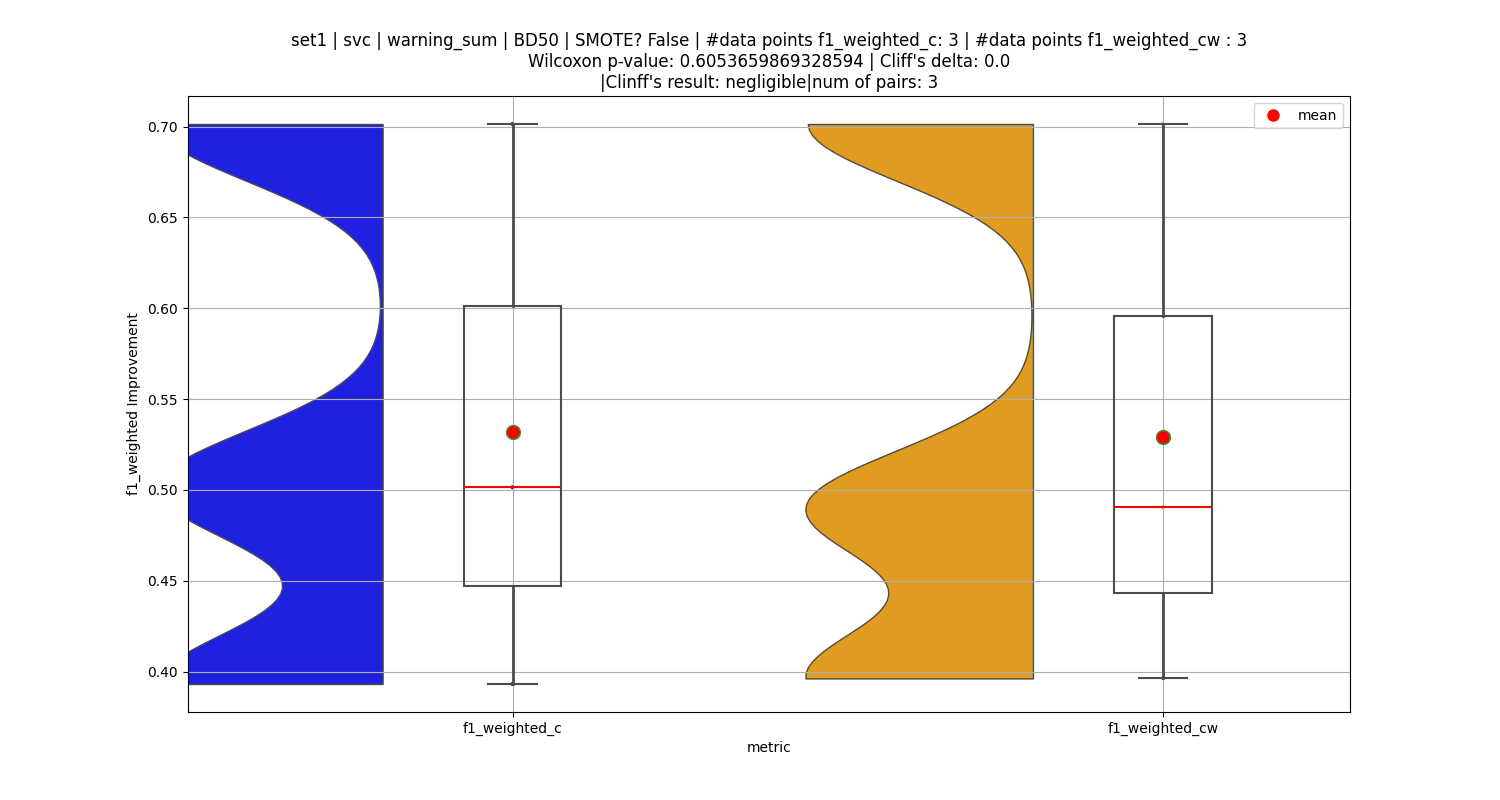 set1 | svc | warning_sum | BD50 | SMOTE? False | #data points f1_weighted_c: 3 | #data points f1_weighted_cw : 3
Wilcoxon p-value: 0.6053659869328594 | Cliff's delta: 0.0
|Clinff's result: negligible|num of pairs: 3
mean
0.70
0.65
0.60
0.55
0.50
0.45
0.40
f1_weighted Improvement
f1_weighted_c
f1_weighted_cw
metric